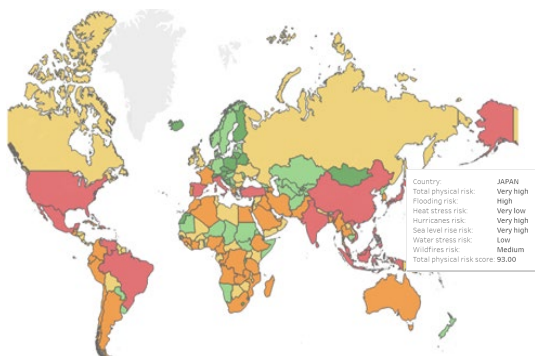 Country: JAPAN
Total physical risk: Very high
Flooding risk: High
Heat stress risk: Very low
Hurricanes risk: Very high
Sea level rise risk: Very high
Water stress risk: Low
Wildfires risk: Medium
Total physical risk score: 93.00